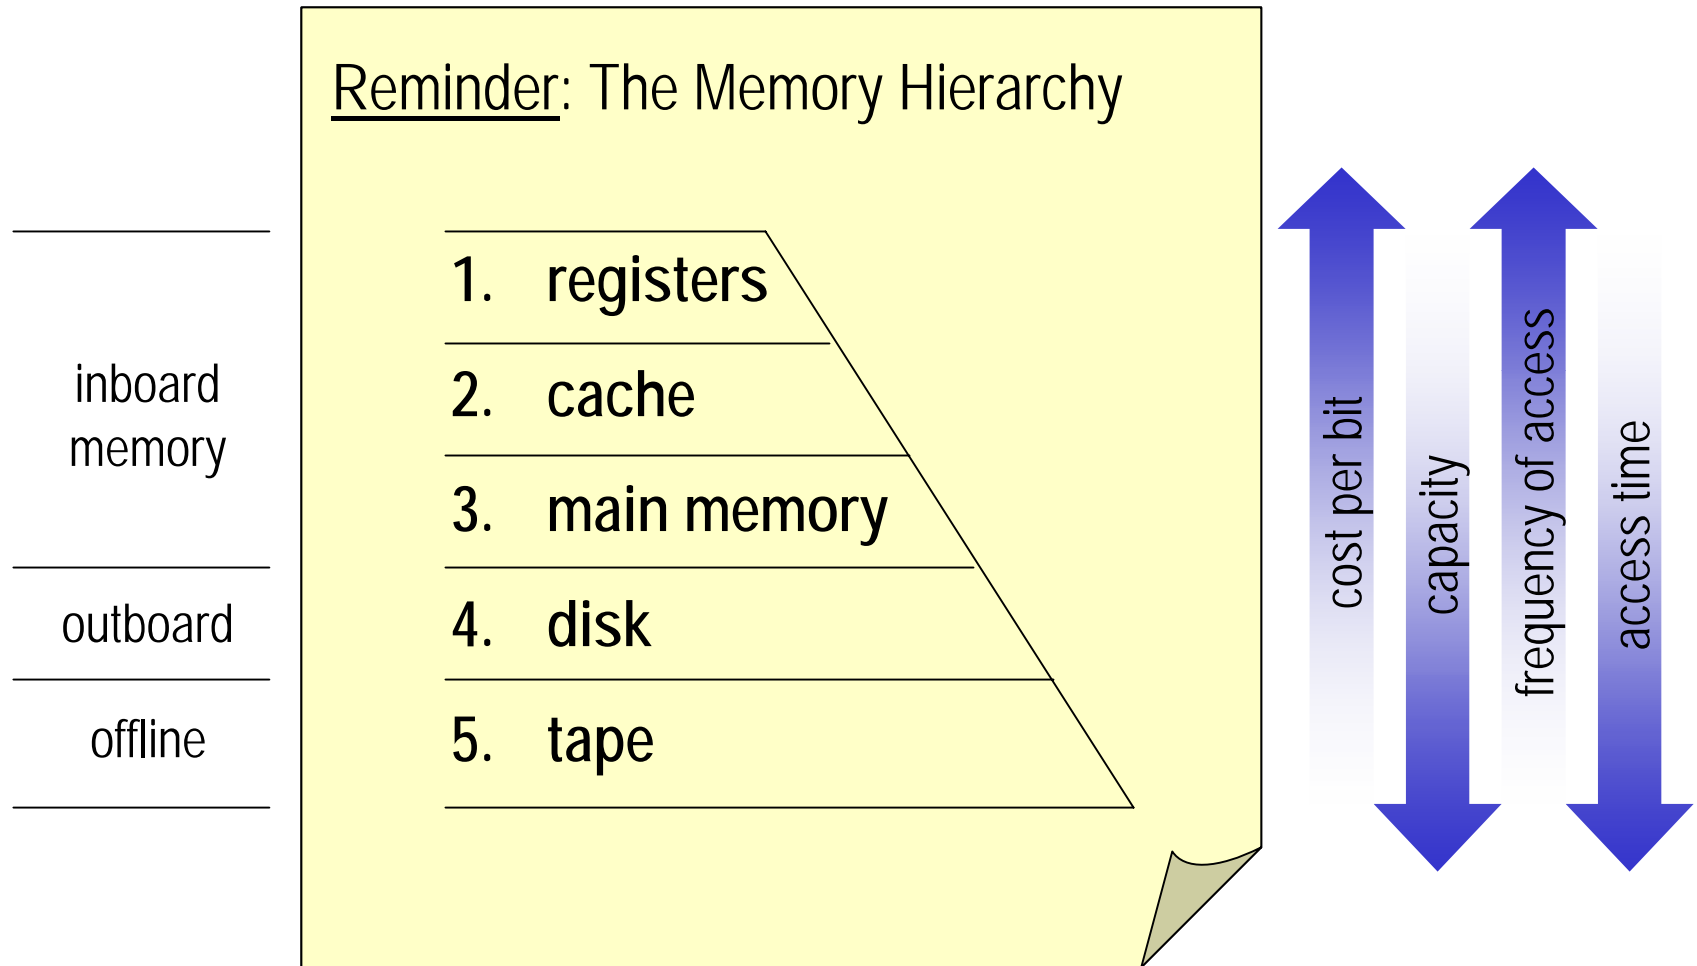 Reminder: The Memory Hierarchy
inboard
memory
outboard
offline
1. registers
2. cache
3. main memory
4. disk
5. tape
cost per bit
capacity
frequency of access
access time